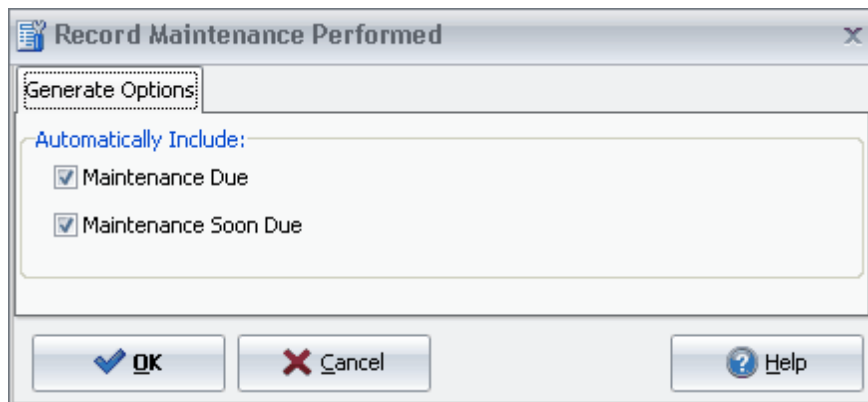 Record Maintenance Performed
Generate Options
Automatically Include:
Maintenance Due
Maintenance Soon Due
OK Cancel Help